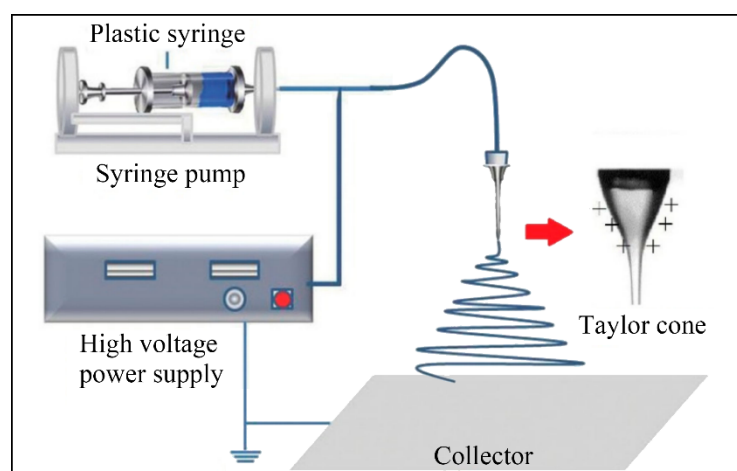 Plastic syringe
Syringe pump
High voltage
power supply
Taylor cone
Collector